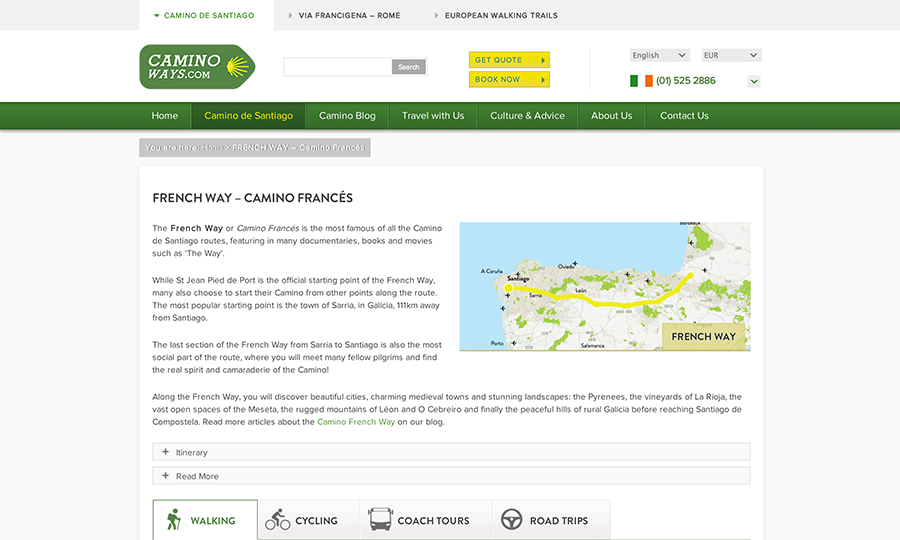 CAMINO DE SANTIAGO
VIA FRANCIGENA – ROME
EUROPEAN WALKING TRAILS
CAMINO
WAYS.COM
Search
GET QUOTE
BOOK NOW
English
EUR
(01) 525 2886
Home
Camino de Santiago
Camino Blog
Travel with Us
Culture & Advice
About Us
Contact Us
You are here: Home > FRENCH WAY – Camino Francés
FRENCH WAY – CAMINO FRANCÉS
The French Way or Camino Francés is the most famous of all the Camino
de Santiago routes, featuring in many documentaries, books and movies
such as 'The Way'.
While St Jean Pied de Port is the official starting point of the French Way,
many also choose to start their Camino from other points along the route.
The most popular starting point is the town of Sarria, in Galicia, 111km away
from Santiago.
The last section of the French Way from Sarria to Santiago is also the most
social part of the route, where you will meet many fellow pilgrims and find
the real spirit and camaraderie of the Camino!
Bordeaux
A Coruña
Oviedo
Santiago
Sarria
León
Porto
Salamanca
FRENCH WAY
Along the French Way, you will discover beautiful cities, charming medieval towns and stunning landscapes: the Pyrenees, the vineyards of La Rioja, the
vast open spaces of the Meseta, the rugged mountains of Léon and O Cebreiro and finally the peaceful hills of rural Galicia before reaching Santiago de
Compostela. Read more articles about the Camino French Way on our blog.
+ Itinerary
+ Read More
WALKING
CYCLING
COACH TOURS
ROAD TRIPS